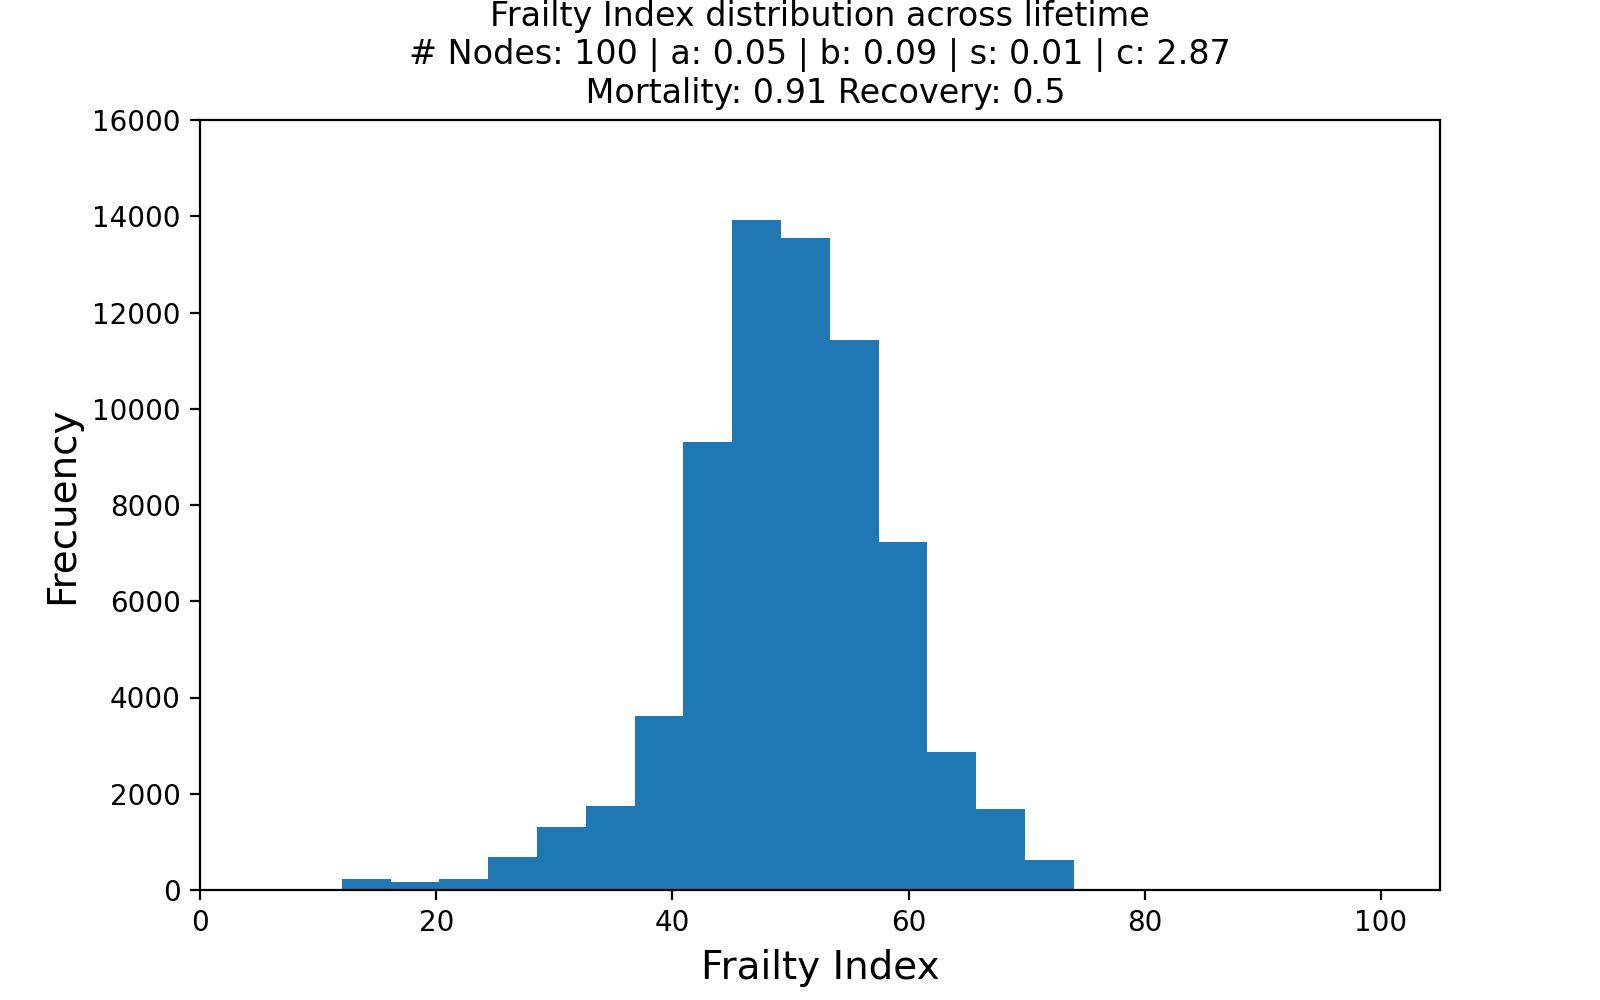 Frailty Index distribution across lifetime
# Nodes: 100 | a: 0.05 | b: 0.09 | s: 0.01 | c: 2.87
Mortality: 0.91 Recovery: 0.5
16000
14000
12000
10000
8000
6000
4000
2000
0
Frecuency
0 20 40 60 80 100
Frailty Index